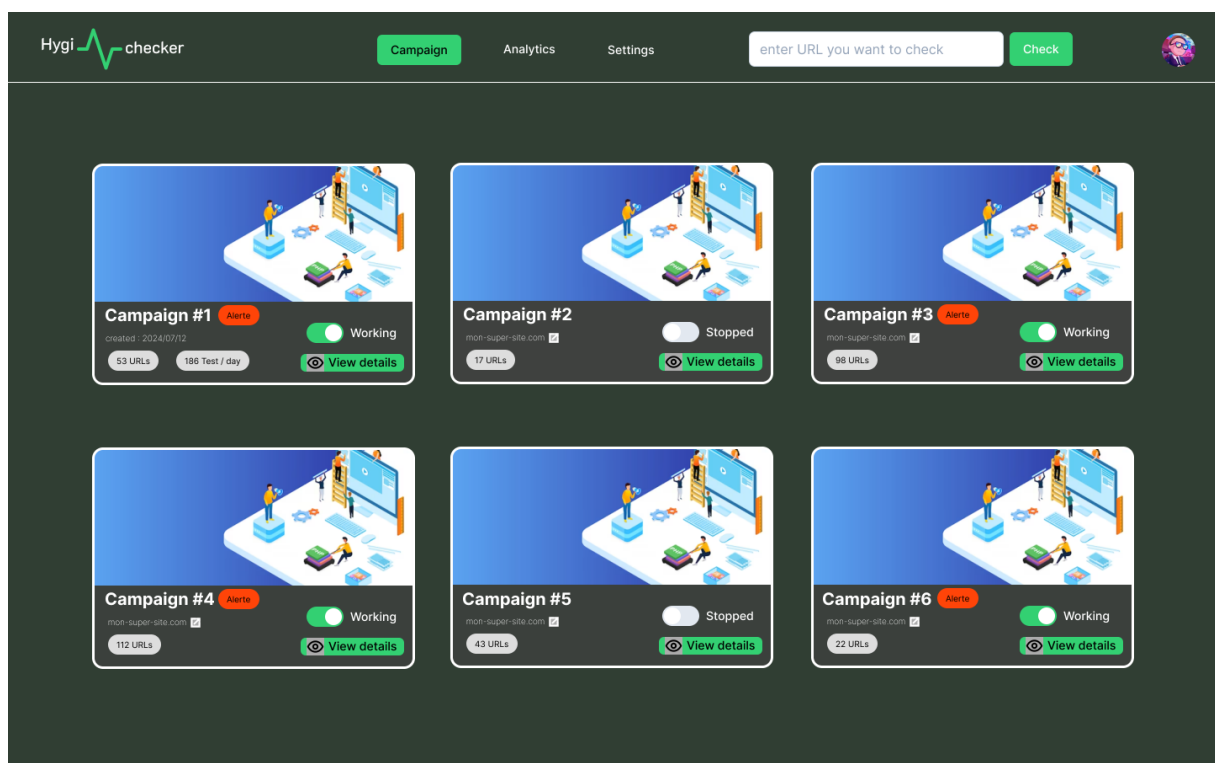 Hygi checker
Campaign Analytics Settings
enter URL you want to check
Check
Campaign #1 Alerte
created : 2024/07/12
Working
53 URLs 186 Test / day
View details
Campaign #2
mon-super-site.com
Stopped
17 URLs
View details
Campaign #3 Alerte
mon-super-site.com
Working
98 URLs
View details
Campaign #4 Alerte
mon-super-site.com
Working
112 URLs
View details
Campaign #5
mon-super-site.com
Stopped
43 URLs
View details
Campaign #6 Alerte
mon-super-site.com
Working
22 URLs
View details